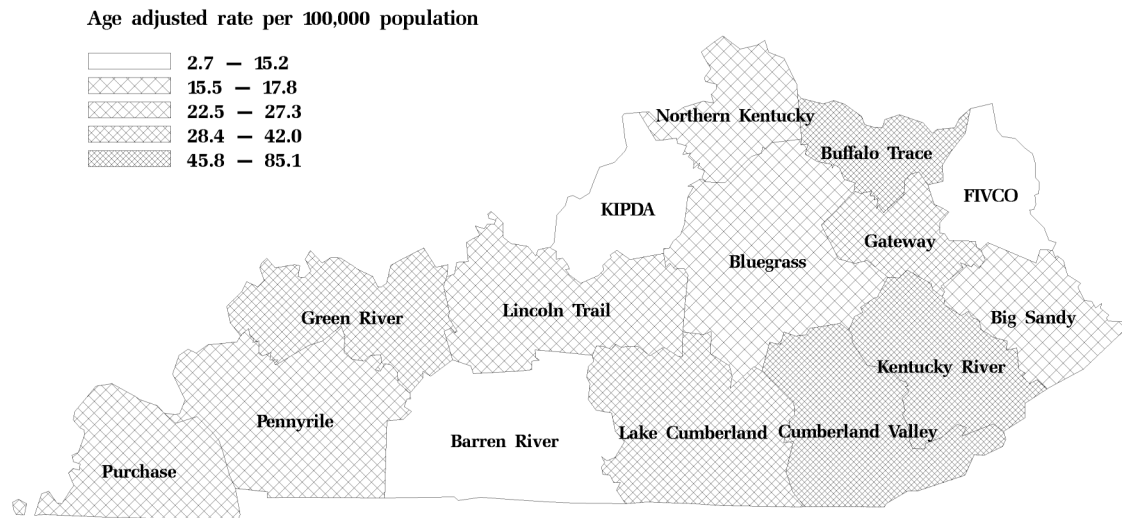 Age adjusted rate per 100,000 population
2.7 – 15.2
15.5 – 17.8
22.5 – 27.3
28.4 – 42.0
45.8 – 85.1
Northern Kentucky
Buffalo Trace
FIVCO
KIPDA
Gateway
Bluegrass
Lincoln Trail
Green River
Big Sandy
Kentucky River
Pennyrile
Lake Cumberland
Cumberland Valley
Barren River
Purchase